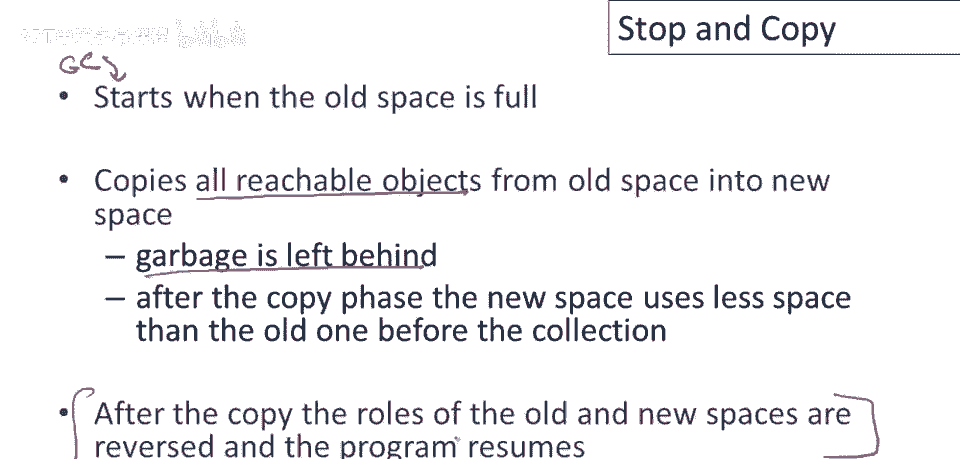 Stop and Copy
GC
• Starts when the old space is full
• Copies all reachable objects from old space into new
space
– garbage is left behind
– after the copy phase the new space uses less space
than the old one before the collection
• After the copy the roles of the old and new spaces are
reversed and the program resumes